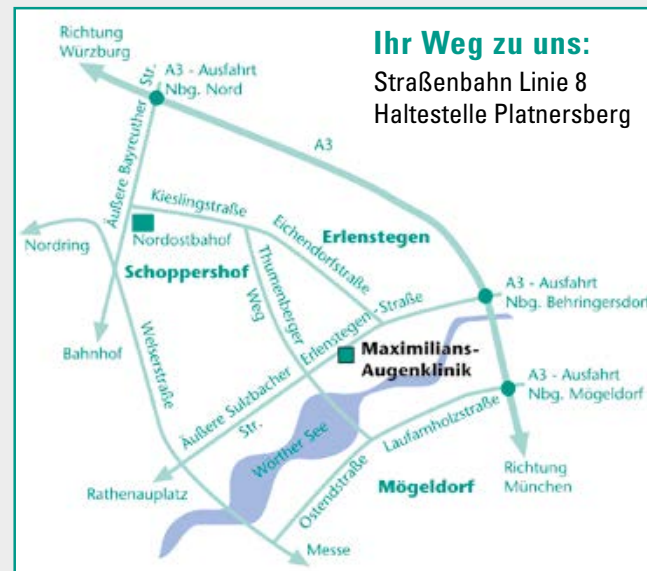 Ihr Weg zu uns:
Straßenbahn Linie 8
Haltestelle Platnersberg
Richtung
Würzburg
A3 - Ausfahrt
Nbg. Nord
A3
Äußere Bayreuther Str.
Kieslingstraße
Nordostbahof
Nordring
Schoppershof
Eichendorfstraße
Erlenstegen
Thumenberger
Weg
A3 - Ausfahrt
Nbg. Behringersdorf
Erlenstegen-Straße
Bahnhof
Welserstraße
Maximilians-
Augenklinik
Äußere Sulzbacher
Str.
A3 - Ausfahrt
Nbg. Mögeldorf
Laufamholzstraße
Wörther See
Ostendstraße
Mögeldorf
Richtung
München
Rathenauplatz
Messe